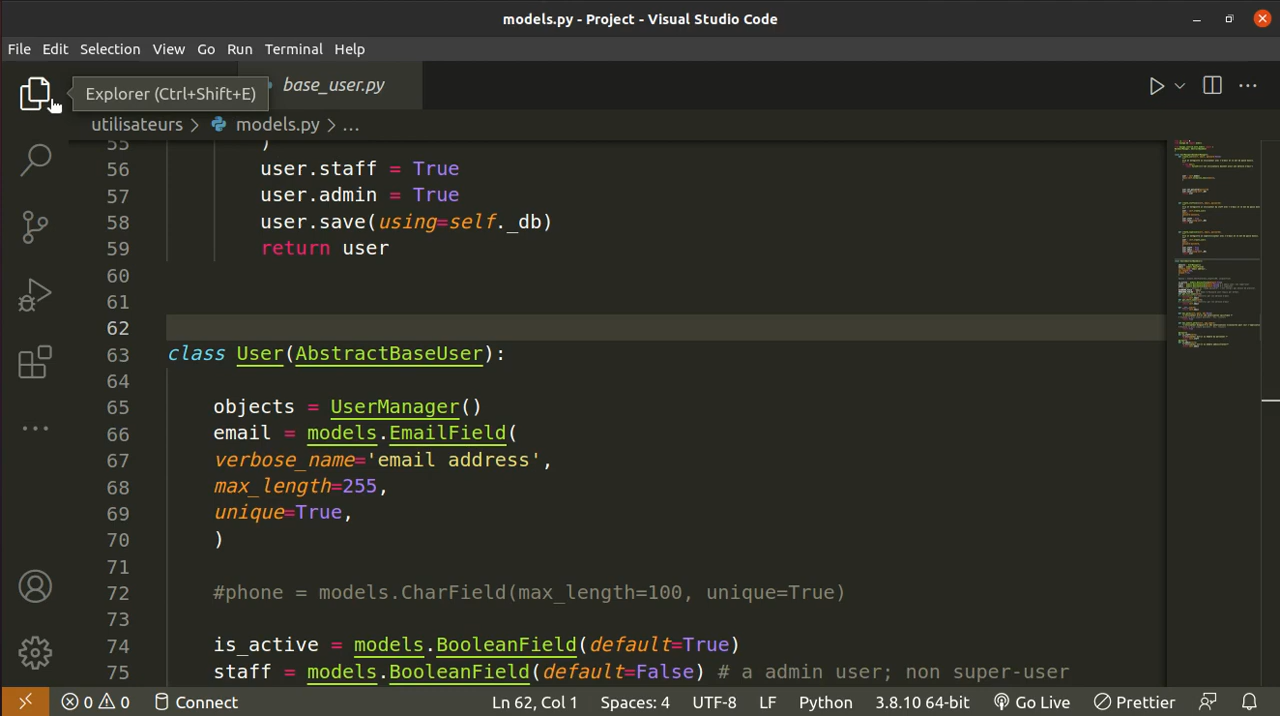 models.py - Project - Visual Studio Code
File Edit Selection View Go Run Terminal Help
Explorer (Ctrl+Shift+E) base_user.py
utilisateurs > models.py > ...
55 )
56 user.staff = True
57 user.admin = True
58 user.save(using=self._db)
59 return user
60
61
62
63 class User(AbstractBaseUser):
64
65 objects = UserManager()
66 email = models.EmailField(
67 verbose_name='email address',
68 max_length=255,
69 unique=True,
70 )
71
72 #phone = models.CharField(max_length=100, unique=True)
73
74 is_active = models.BooleanField(default=True)
75 staff = models.BooleanField(default=False) # a admin user; non super-user
0 0 Connect Ln 62, Col 1 Spaces: 4 UTF-8 LF Python 3.8.10 64-bit Go Live Prettier